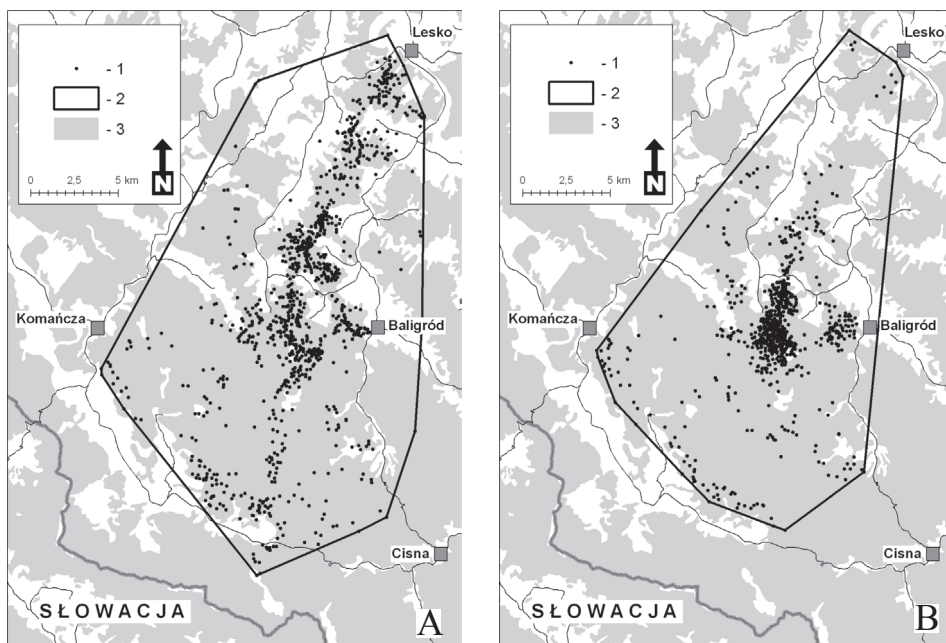 Lesko
- 1
- 2
- 3
N
0 2,5 5 km
Komańcza
Baligród
Cisna
SŁOWACJA
A
Lesko
- 1
- 2
- 3
N
0 2,5 5 km
Komańcza
Baligród
Cisna
SŁOWACJA
B